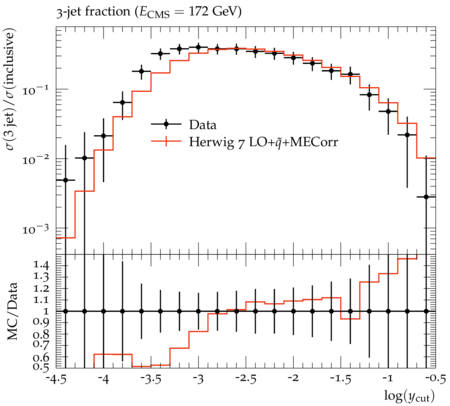 3-jet fraction (E_CMS = 172 GeV)
σ(3 jet)/σ(inclusive)
10⁻¹
10⁻²
10⁻³
Data
Herwig 7 LO+q̃+MECorr
MC/Data
1.4
1.3
1.2
1.1
1
0.9
0.8
0.7
0.6
0.5
-4.5 -4 -3.5 -3 -2.5 -2 -1.5 -1 -0.5
log(y_cut)